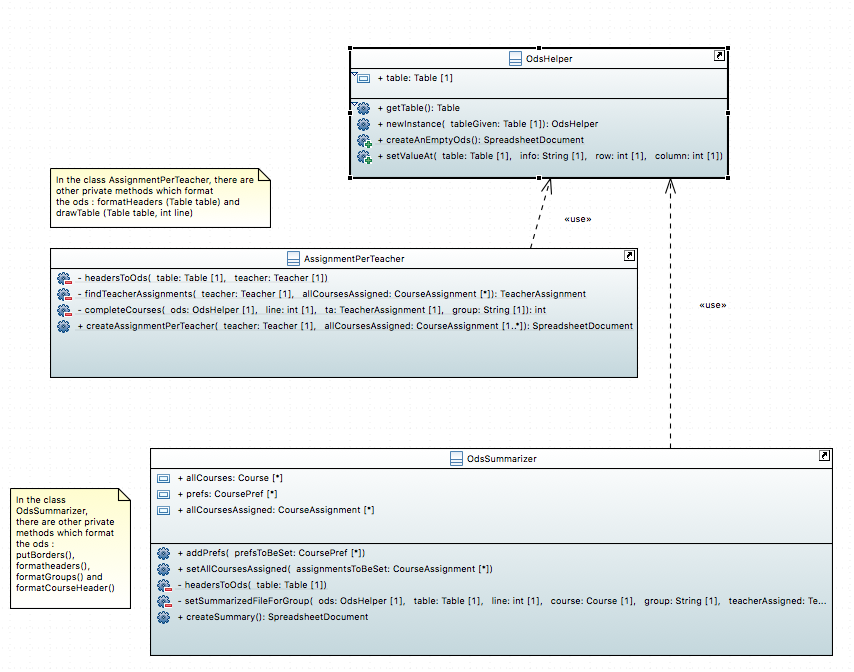 OdsHelper
+ table: Table [1]
+ getTable(): Table
+ newInstance( tableGiven: Table [1]): OdsHelper
+ createAnEmptyOds(): SpreadsheetDocument
+ setValueAt( table: Table [1], info: String [1], row: int [1], column: int [1])
In the class AssignmentPerTeacher, there are
other private methods which format
the ods : formatHeaders (Table table) and
drawTable (Table table, int line)
«use»
AssignmentPerTeacher
- headersToOds( table: Table [1], teacher: Teacher [1])
- findTeacherAssignments( teacher: Teacher [1], allCoursesAssigned: CourseAssignment [*]): TeacherAssignment
- completeCourses( ods: OdsHelper [1], line: int [1], ta: TeacherAssignment [1], group: String [1]): int
+ createAssignmentPerTeacher( teacher: Teacher [1], allCoursesAssigned: CourseAssignment [1..*]): SpreadsheetDocument
«use»
OdsSummarizer
+ allCourses: Course [*]
+ prefs: CoursePref [*]
+ allCoursesAssigned: CourseAssignment [*]
In the class
OdsSummarizer,
there are other private
methods which format
the ods :
putBorders(),
formatheaders(),
formatGroups() and
formatCourseHeader()
+ addPrefs( prefsToBeSet: CoursePref [*])
+ setAllCoursesAssigned( assignmentsToBeSet: CourseAssignment [*])
- headersToOds( table: Table [1])
- setSummarizedFileForGroup( ods: OdsHelper [1], table: Table [1], line: int [1], course: Course [1], group: String [1], teacherAssigned: Te...
+ createSummary(): SpreadsheetDocument